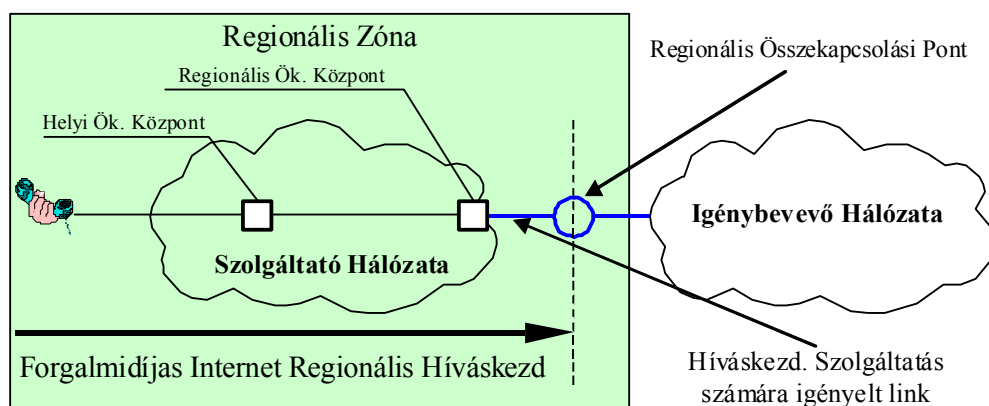 Regionális Zóna
Regionális Összekapcsolási Pont
Regionális Ök. Központ
Helyi Ök. Központ
Igénybevevő Hálózata
Szolgáltató Hálózata
Forgalmidíjas Internet Regionális Híváskezd
Híváskezd. Szolgáltatás
számára igényelt link